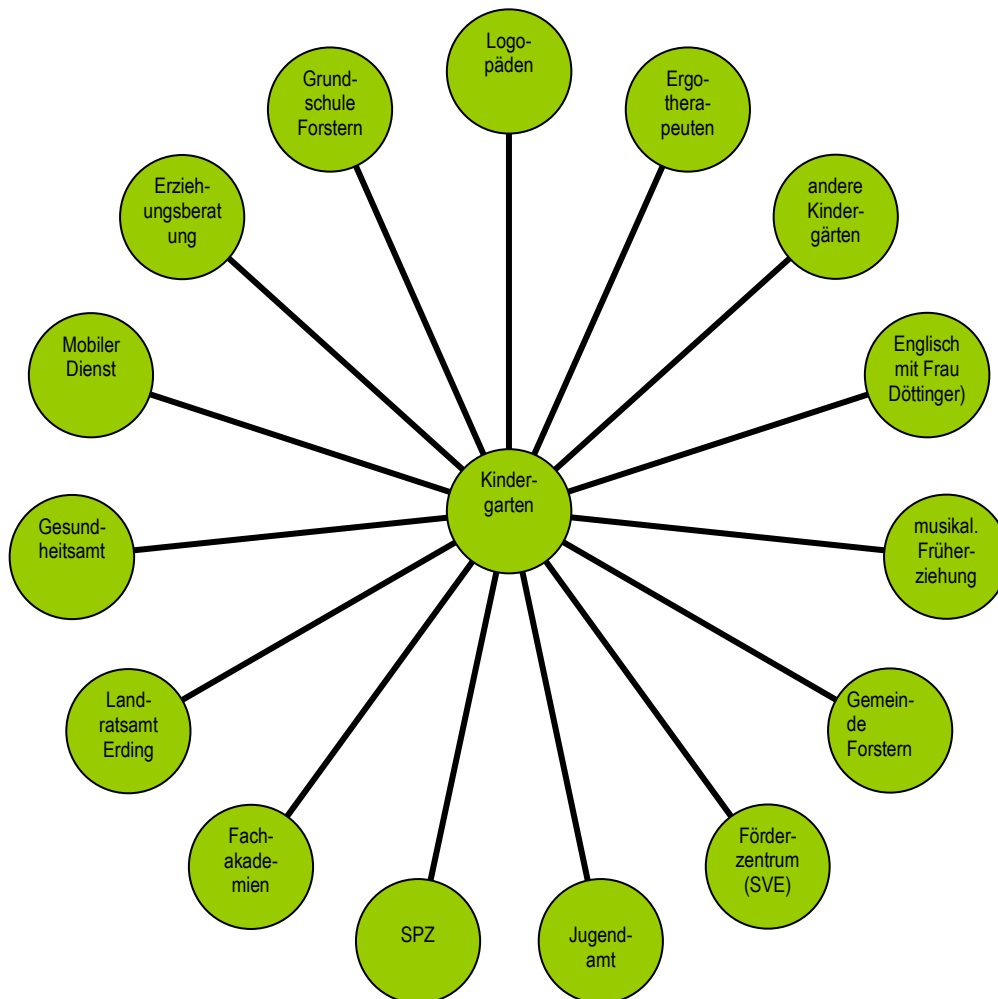 Logo-
päden
Ergo-
thera-
peuten
andere
Kinder-
gärten
Englisch
mit Frau
Döttinger)
musikal.
Früher-
ziehung
Gemein-
de
Forstern
Förder-
zentrum
(SVE)
Jugend-
amt
SPZ
Fach-
akade-
mien
Land-
ratsamt
Erding
Gesund-
heitsamt
Mobiler
Dienst
Erzieh-
ungsberat
ung
Grund-
schule
Forstern
Kinder-
garten